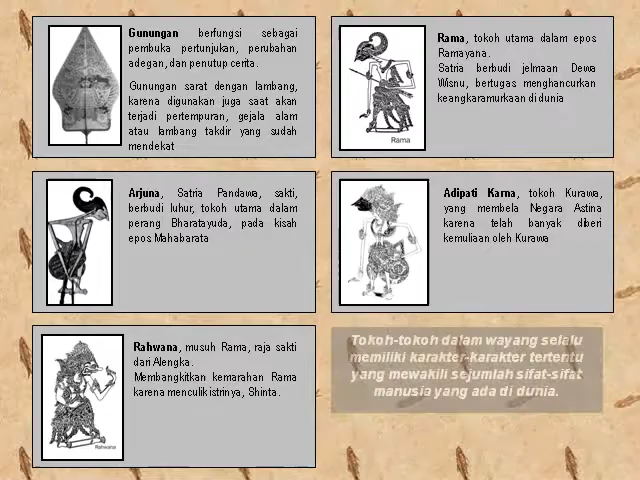 Gunungan berfungsi sebagai
pembuka pertunjukan, perubahan
adegan, dan penutup cerita.
Gunungan sarat dengan lambang,
karena digunakan juga saat akan
terjadi pertempuran, gejala alam
atau lambang takdir yang sudah
mendekat
Rama, tokoh utama dalam epos
Ramayana.
Satria berbudi jelmaan Dewa
Wisnu, bertugas menghancurkan
keangkaramurkaan di dunia
Rama
Arjuna, Satria Pandawa, sakti,
berbudi luhur, tokoh utama dalam
perang Bharatayuda, pada kisah
epos Mahabarata
Adipati Karna, tokoh Kurawa,
yang membela Negara Astina
karena telah banyak diberi
kemuliaan oleh Kurawa
Rahwana, musuh Rama, raja sakti
dari Alengka.
Membangkitkan kemarahan Rama
karena menculik istrinya, Shinta.
Rahwana
Tokoh-tokoh dalam wayang selalu
memiliki karakter-karakter tertentu
yang mewakili sejumlah sifat-sifat
manusia yang ada di dunia.